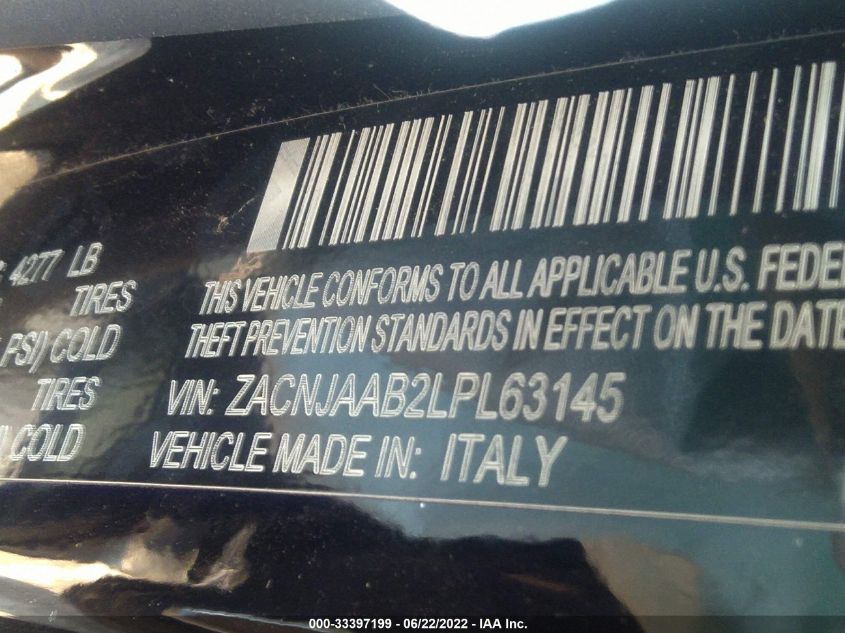 4277 LB
TIRES
PSI) COLD
TIRES
COLD
THIS VEHICLE CONFORMS TO ALL APPLICABLE U.S. FEDE
THEFT PREVENTION STANDARDS IN EFFECT ON THE DATE
VIN: ZACNJAAB2LPL63145
VEHICLE MADE IN: ITALY
000-33397199 / 06/22/2022 - IAA Inc.